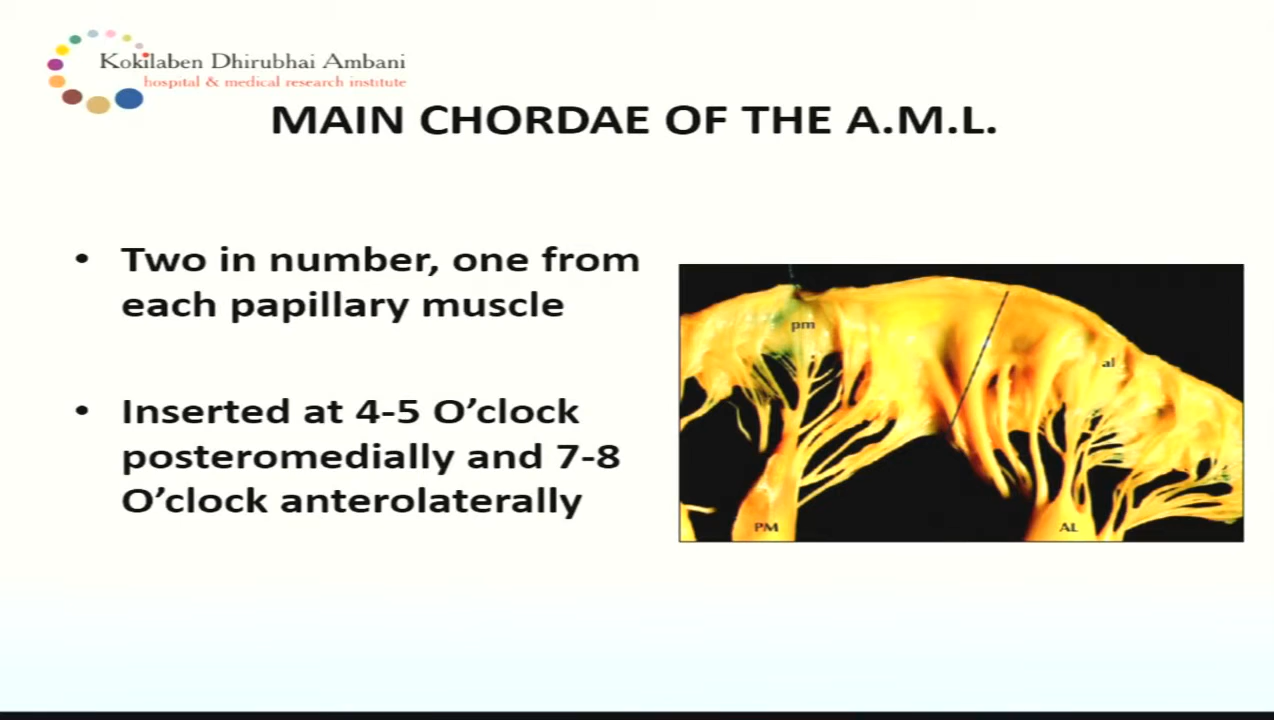 Kokilaben Dhirubhai Ambani
hospital & medical research institute
MAIN CHORDAE OF THE A.M.L.
• Two in number, one from
each papillary muscle
• Inserted at 4-5 O’clock
posteromedially and 7-8
O’clock anterolaterally
pm
al
PM
AL